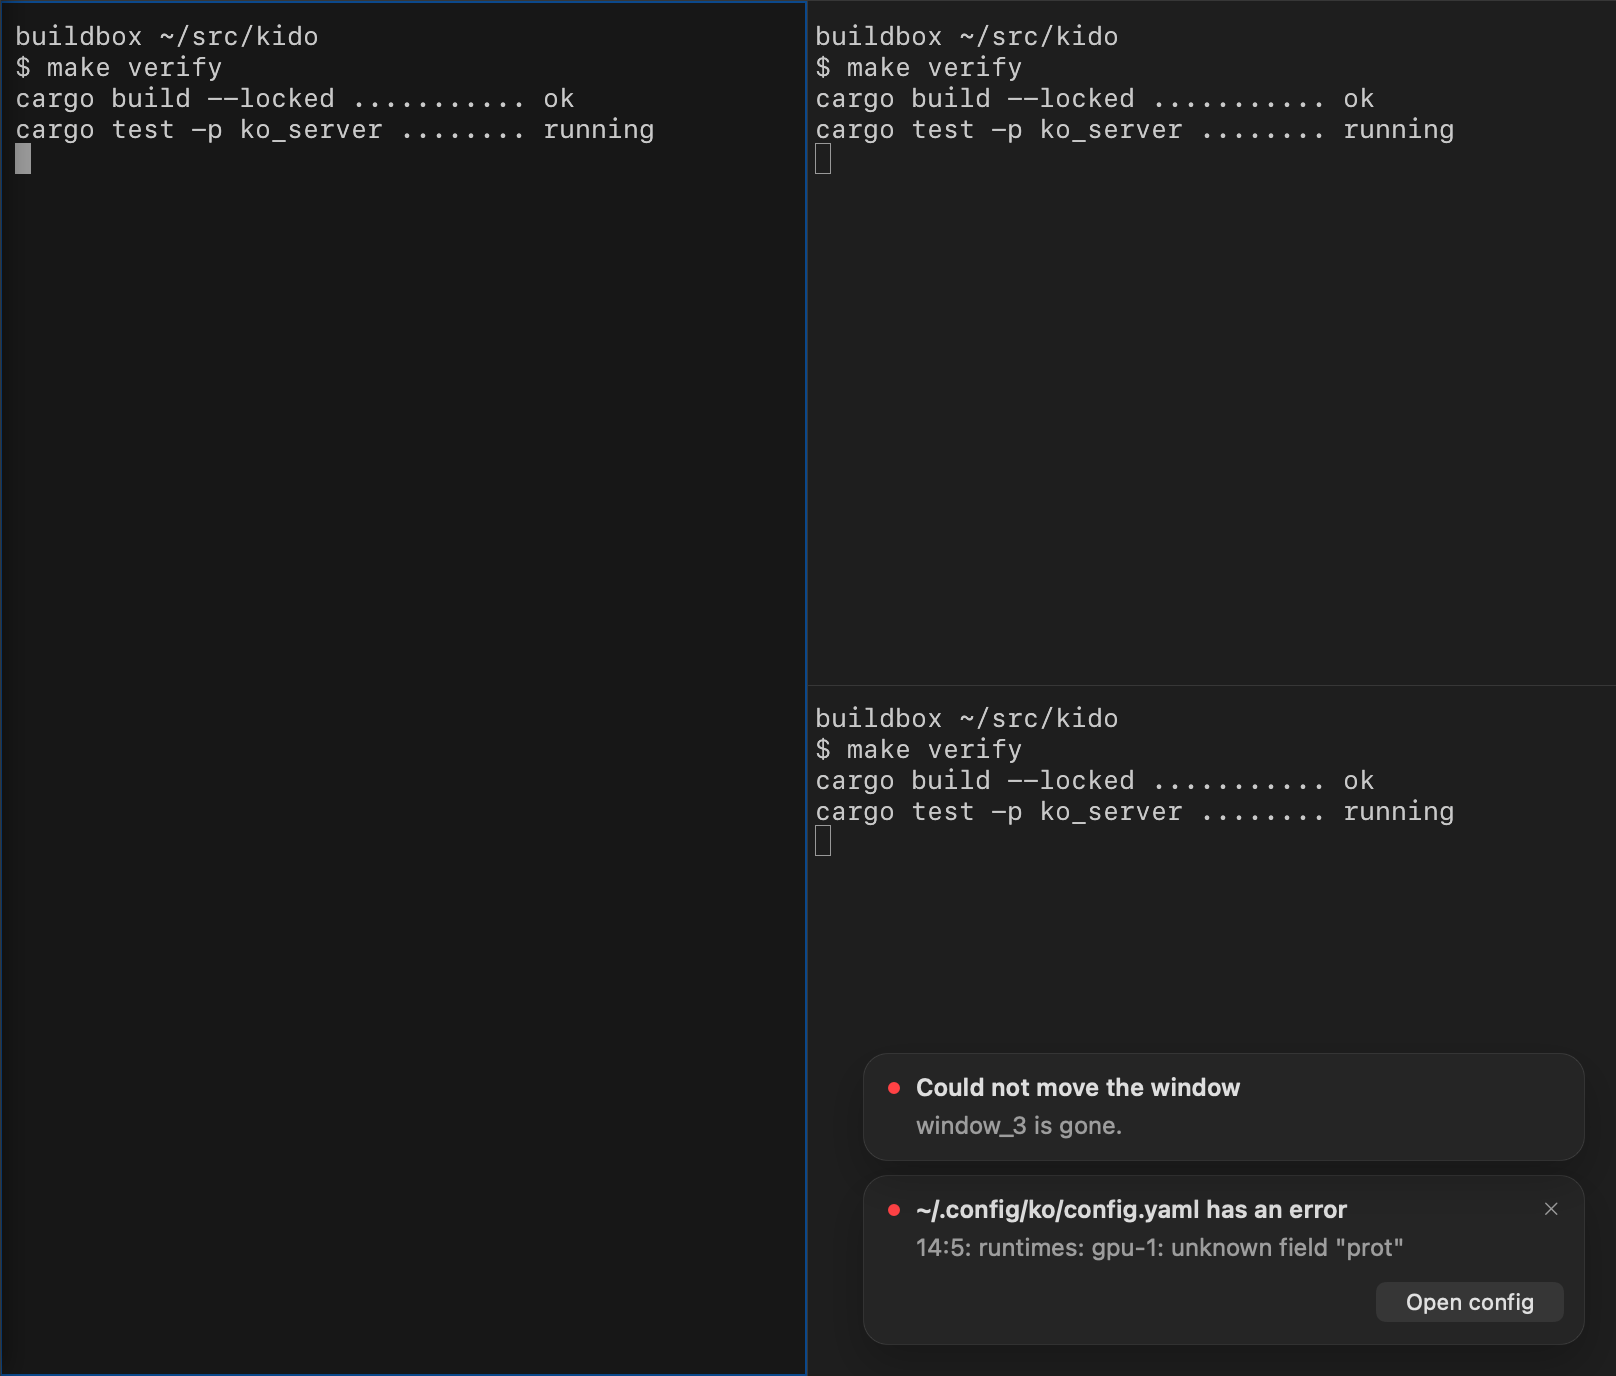 buildbox ~/src/kido
$ make verify
cargo build --locked ........... ok
cargo test -p ko_server ........ running
buildbox ~/src/kido
$ make verify
cargo build --locked ........... ok
cargo test -p ko_server ........ running
buildbox ~/src/kido
$ make verify
cargo build --locked ........... ok
cargo test -p ko_server ........ running
Could not move the window
window_3 is gone.
~/.config/ko/config.yaml has an error
14:5: runtimes: gpu-1: unknown field "prot"
Open config